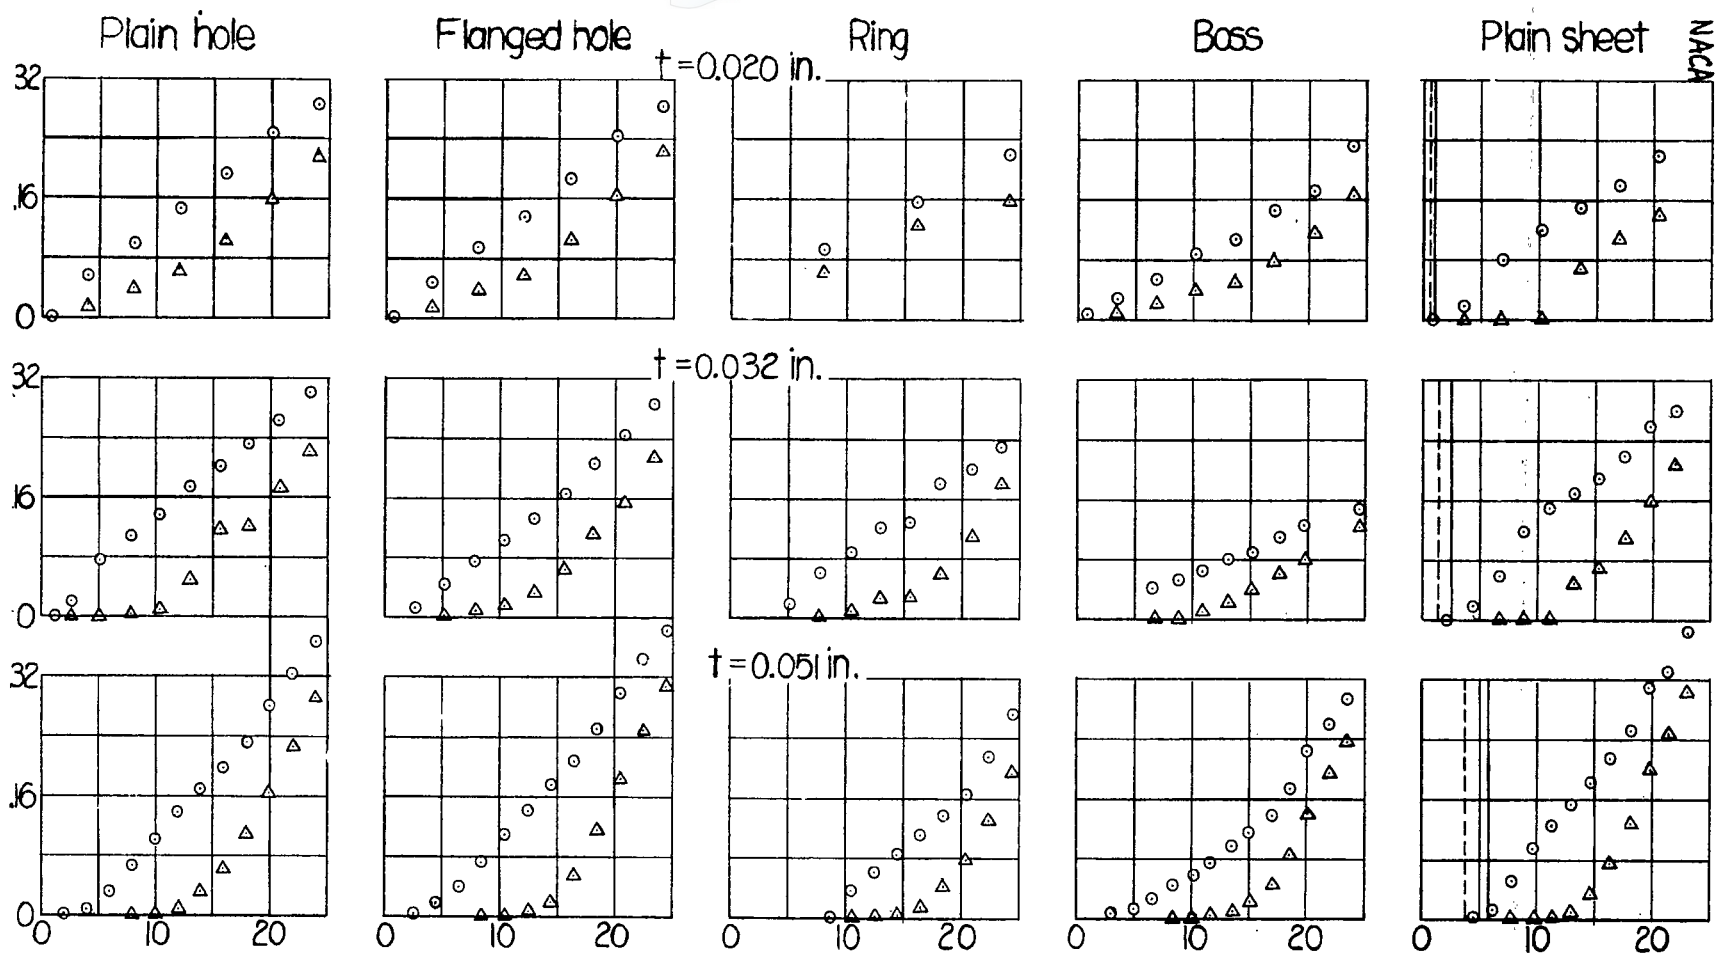 Plain hole Flanged hole Ring Boss Plain sheet NACA
t = 0.020 in.
32
.16
0
t = 0.032 in.
32
16
0
t = 0.051 in.
32
.16
0
0 10 20 0 10 20 0 10 20 0 10 20 0 10 20